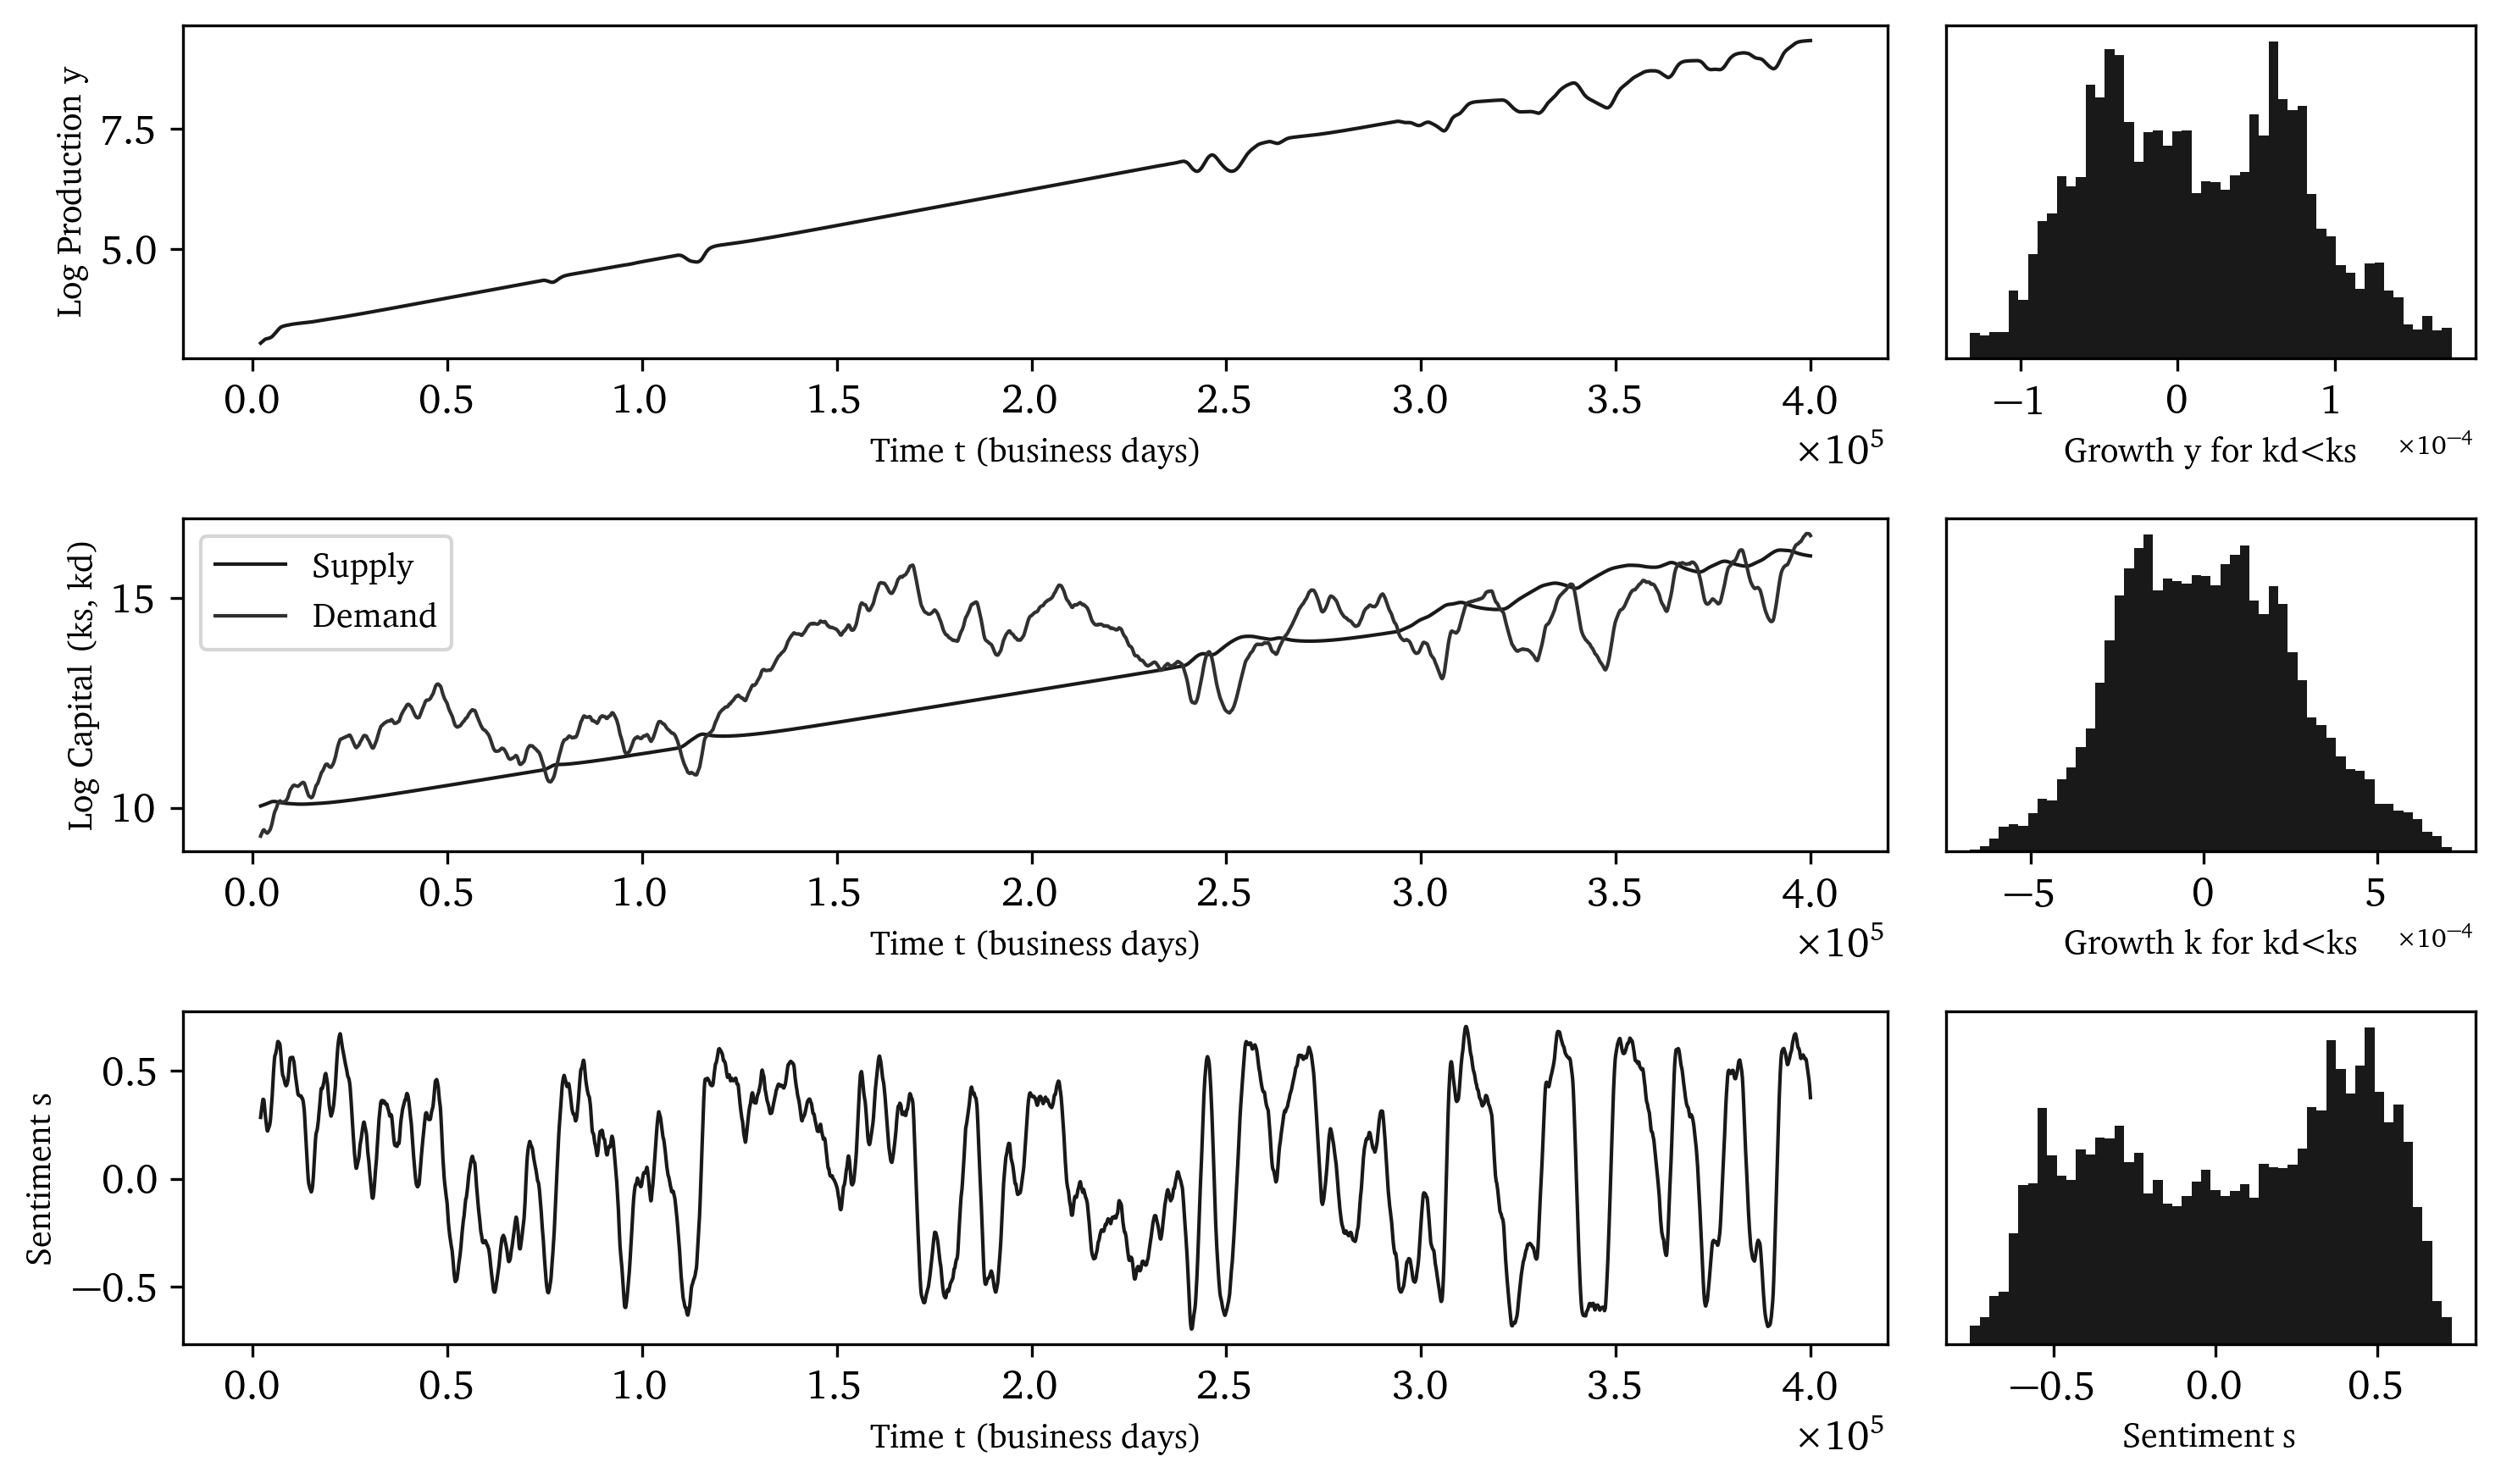 Log Production y
7.5
5.0
0.0 0.5 1.0 1.5 2.0 2.5 3.0 3.5 4.0
Time t (business days)
×10⁵
−1 0 1
Growth y for kd<ks
×10⁻⁴
Log Capital (ks, kd)
15
10
Supply
Demand
0.0 0.5 1.0 1.5 2.0 2.5 3.0 3.5 4.0
Time t (business days)
×10⁵
−5 0 5
Growth k for kd<ks
×10⁻⁴
Sentiment s
0.5
0.0
−0.5
0.0 0.5 1.0 1.5 2.0 2.5 3.0 3.5 4.0
Time t (business days)
×10⁵
−0.5 0.0 0.5
Sentiment s